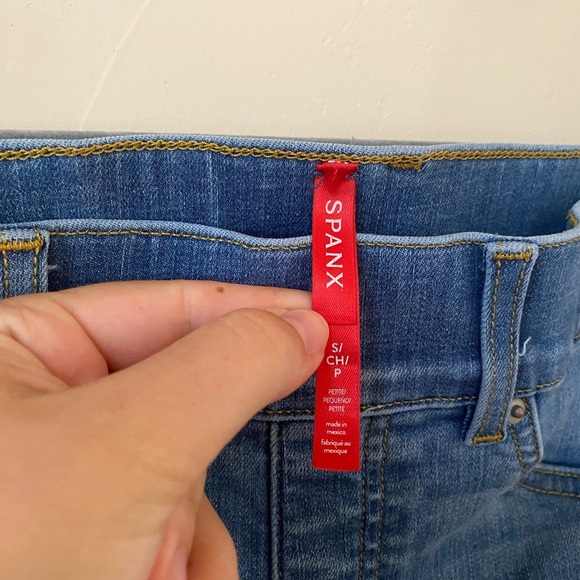 SPANX
S/
CH/
P
PETITE/
PEQUEÑO/
PETITE
made in
mexico
fabriqué au
mexique